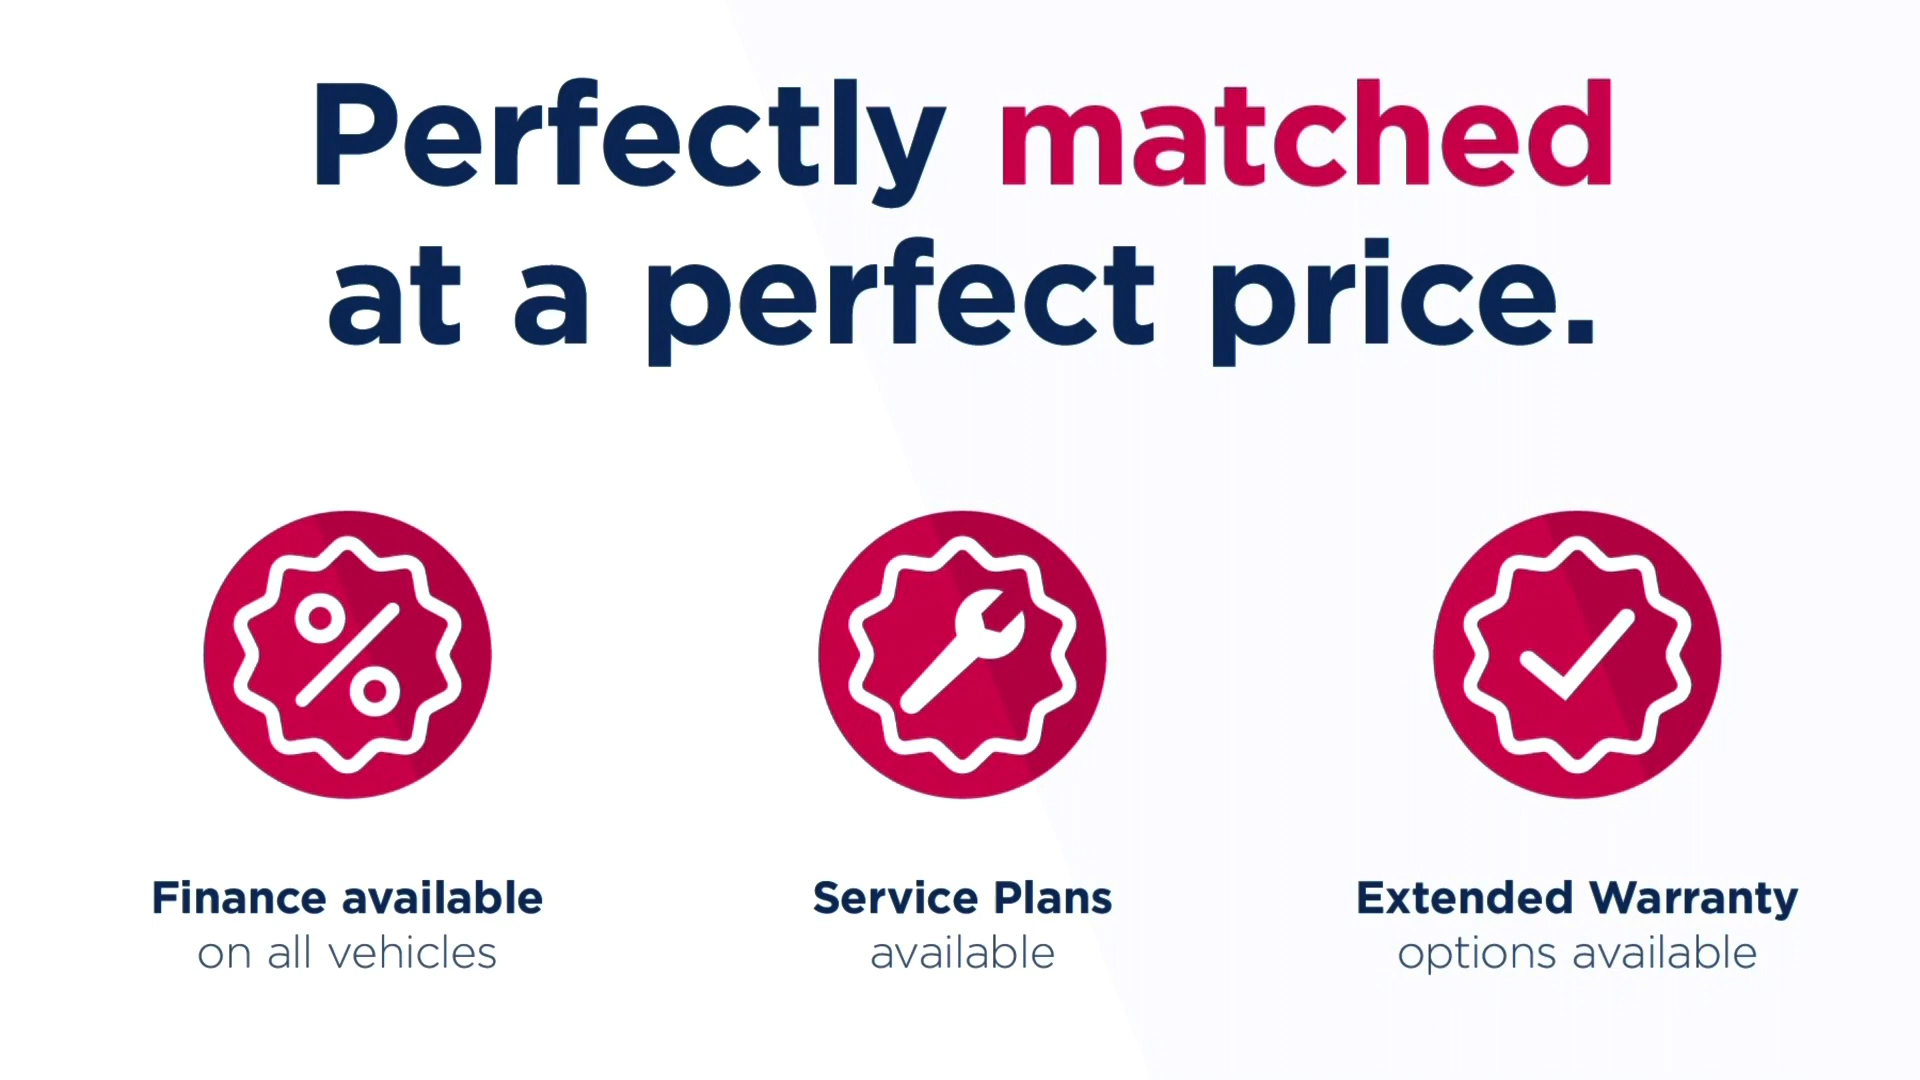 Perfectly matched
at a perfect price.
Finance available
on all vehicles
Service Plans
available
Extended Warranty
options available